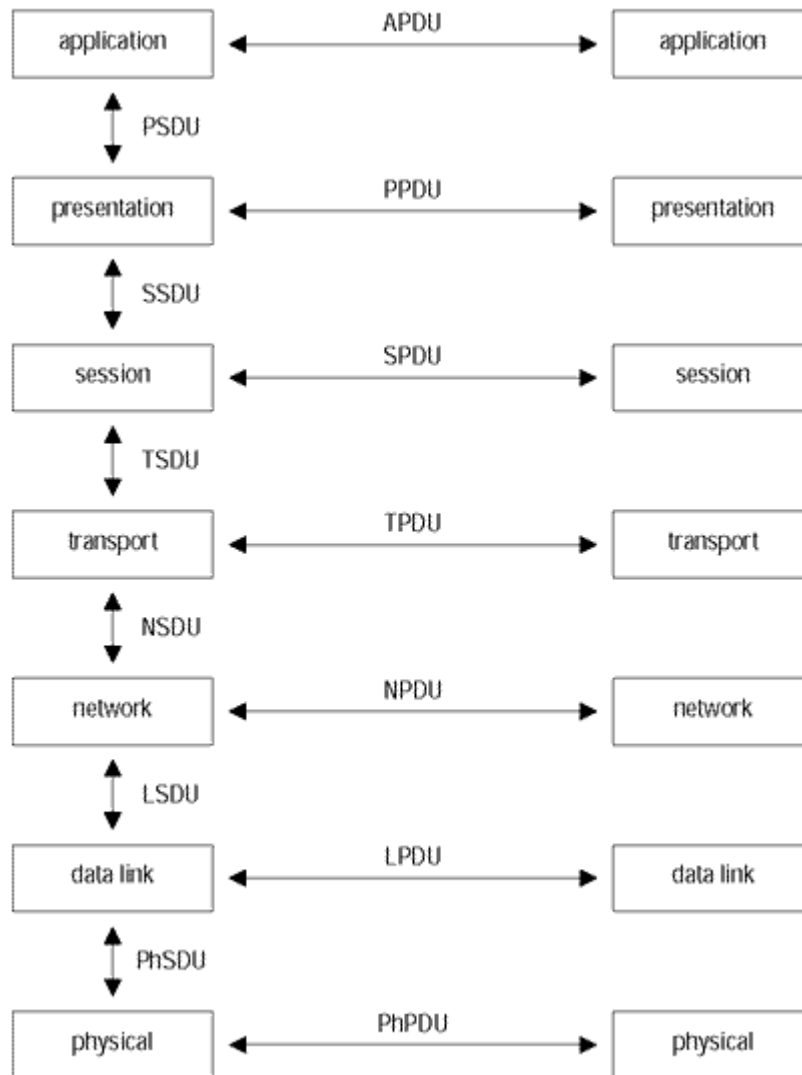 application APDU application
PSDU
presentation PPDU presentation
SSDU
session SPDU session
TSDU
transport TPDU transport
NSDU
network NPDU network
LSDU
data link LPDU data link
PhSDU
physical PhPDU physical